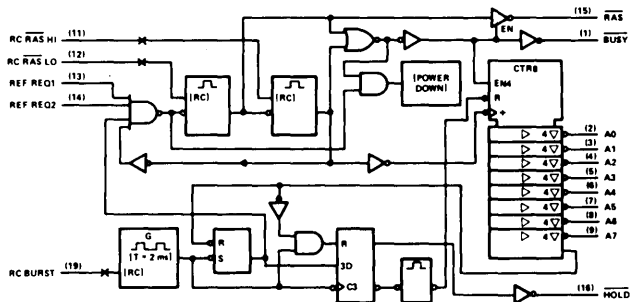 (15) RAS
EN
(1) BUSY
RC RAS HI (11)
RC RAS LO (12)
REF REQ1 (13)
REF REQ2 (14)
[RC]
[RC]
[POWER DOWN]
CTR8
EN4
R
+
4 (2) A0
4 (3) A1
4 (4) A2
4 (5) A3
4 (6) A4
4 (7) A5
4 (8) A6
4 (9) A7
RC BURST (19)
G
[T = 2 ms]
[RC]
R
S
R
3D
C3
(16) HOLD